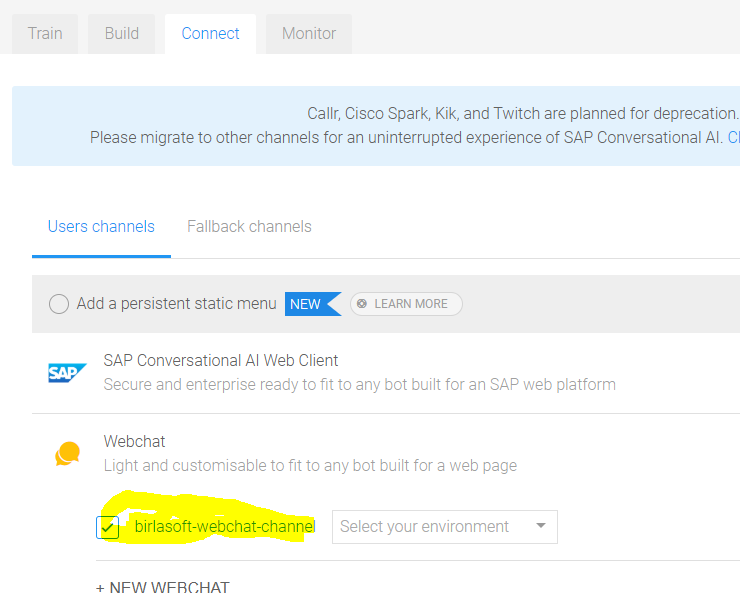 Train Build Connect Monitor
Callr, Cisco Spark, Kik, and Twitch are planned for deprecation.
Please migrate to other channels for an uninterrupted experience of SAP Conversational AI.
Users channels Fallback channels
Add a persistent static menu NEW LEARN MORE
SAP
SAP Conversational AI Web Client
Secure and enterprise ready to fit to any bot built for an SAP web platform
Webchat
Light and customisable to fit to any bot built for a web page
birlasoft-webchat-channel Select your environment
+ NEW WEBCHAT